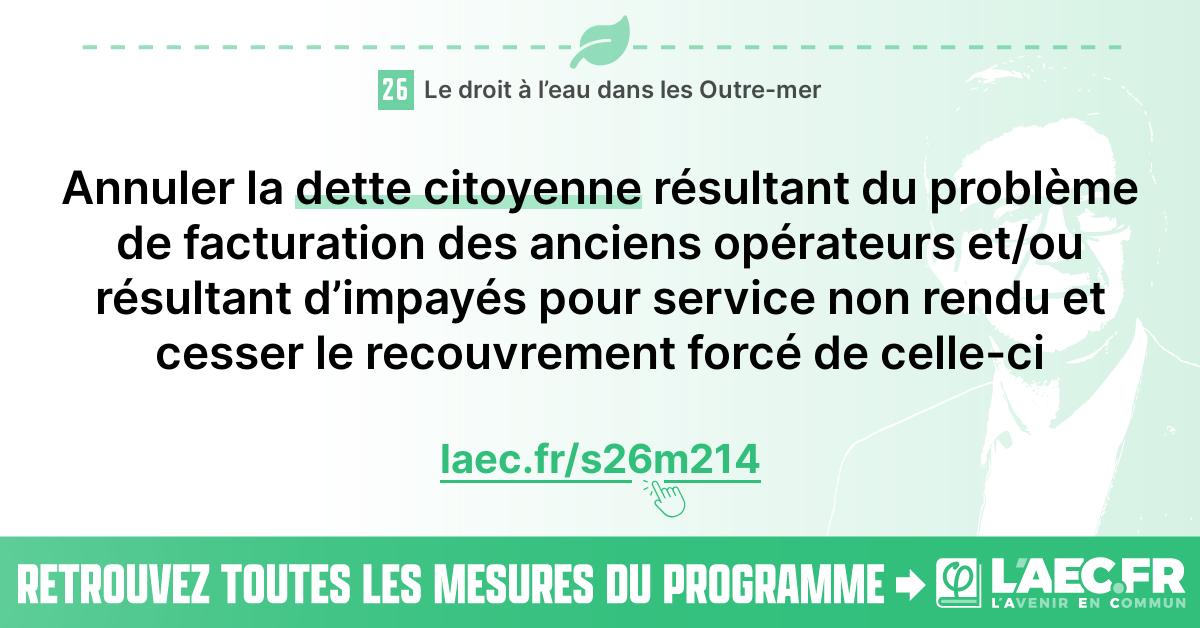 26 Le droit à l’eau dans les Outre-mer
Annuler la dette citoyenne résultant du problème
de facturation des anciens opérateurs et/ou
résultant d’impayés pour service non rendu et
cesser le recouvrement forcé de celle-ci
laec.fr/s26m214
RETROUVEZ TOUTES LES MESURES DU PROGRAMME
L'AEC.FR
L'AVENIR EN COMMUN